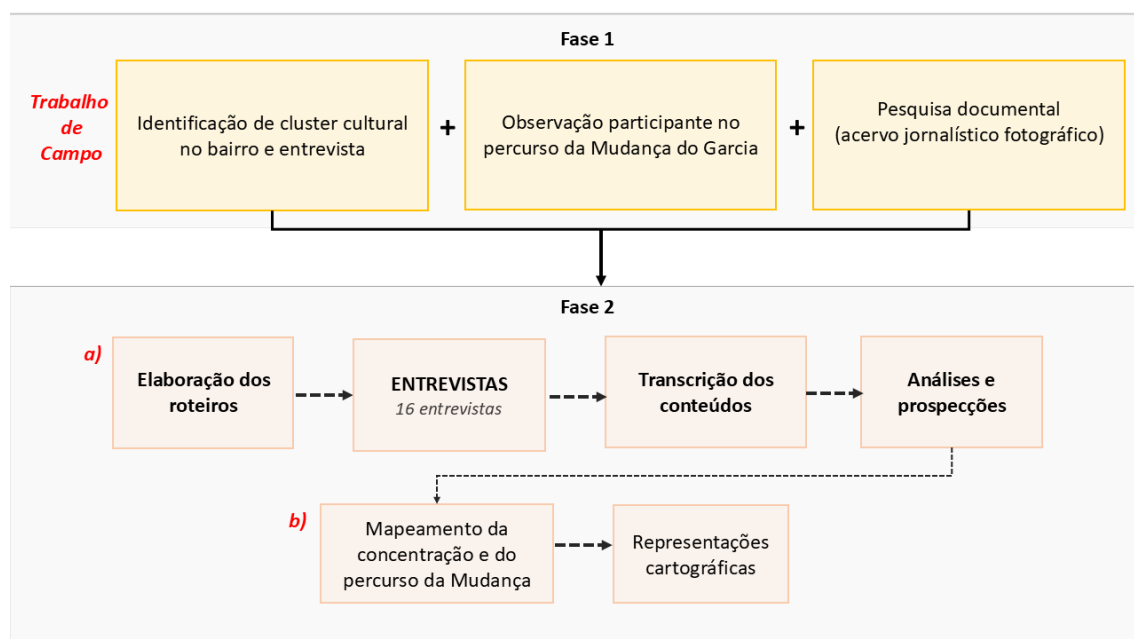 Fase 1
Trabalho
de
Campo
Identificação de cluster cultural
no bairro e entrevista
+
Observação participante no
percurso da Mudança do Garcia
+
Pesquisa documental
(acervo jornalístico fotográfico)
Fase 2
a)
Elaboração dos
roteiros
ENTREVISTAS
16 entrevistas
Transcrição dos
conteúdos
Análises e
prospecções
b)
Mapeamento da
concentração e do
percurso da Mudança
Representações
cartográficas